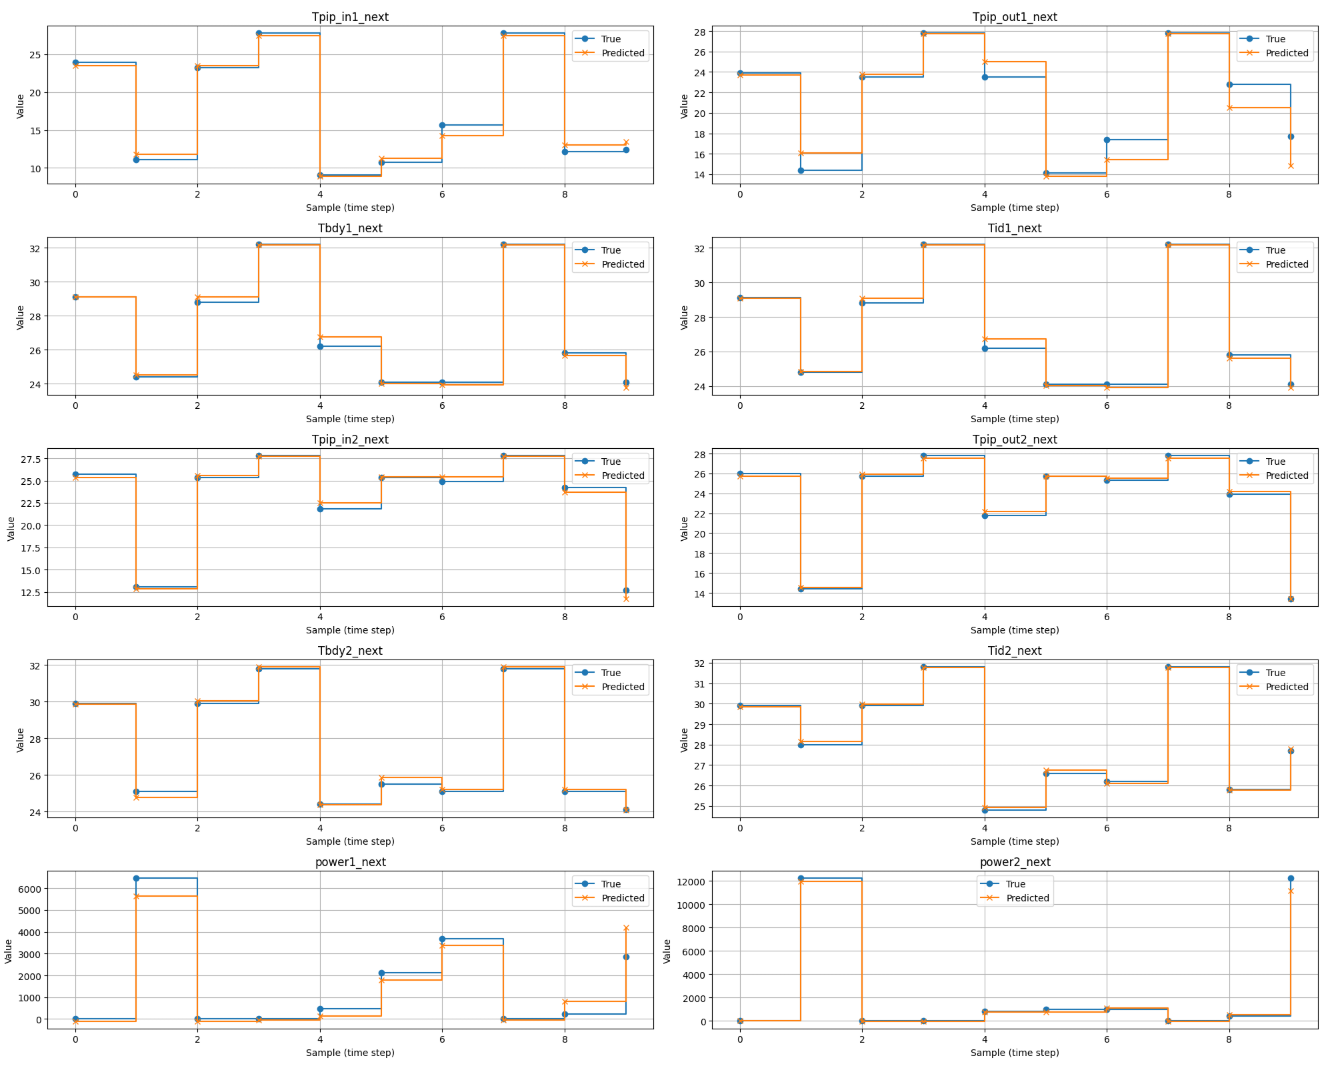 Tpip_in1_next
25
20
15
10
Value
0 2 4 6 8
Sample (time step)
True
Predicted
Tpip_out1_next
28
26
24
22
20
18
16
14
Value
0 2 4 6 8
Sample (time step)
True
Predicted
Tbdy1_next
32
30
28
26
24
Value
0 2 4 6 8
Sample (time step)
True
Predicted
Tid1_next
32
30
28
26
24
Value
0 2 4 6 8
Sample (time step)
True
Predicted
Tpip_in2_next
27.5
25.0
22.5
20.0
17.5
15.0
12.5
Value
0 2 4 6 8
Sample (time step)
True
Predicted
Tpip_out2_next
28
26
24
22
20
18
16
14
Value
0 2 4 6 8
Sample (time step)
True
Predicted
Tbdy2_next
32
30
28
26
24
Value
0 2 4 6 8
Sample (time step)
True
Predicted
Tid2_next
32
31
30
29
28
27
26
25
Value
0 2 4 6 8
Sample (time step)
True
Predicted
power1_next
6000
5000
4000
3000
2000
1000
0
Value
0 2 4 6 8
Sample (time step)
True
Predicted
power2_next
12000
10000
8000
6000
4000
2000
0
Value
0 2 4 6 8
Sample (time step)
True
Predicted